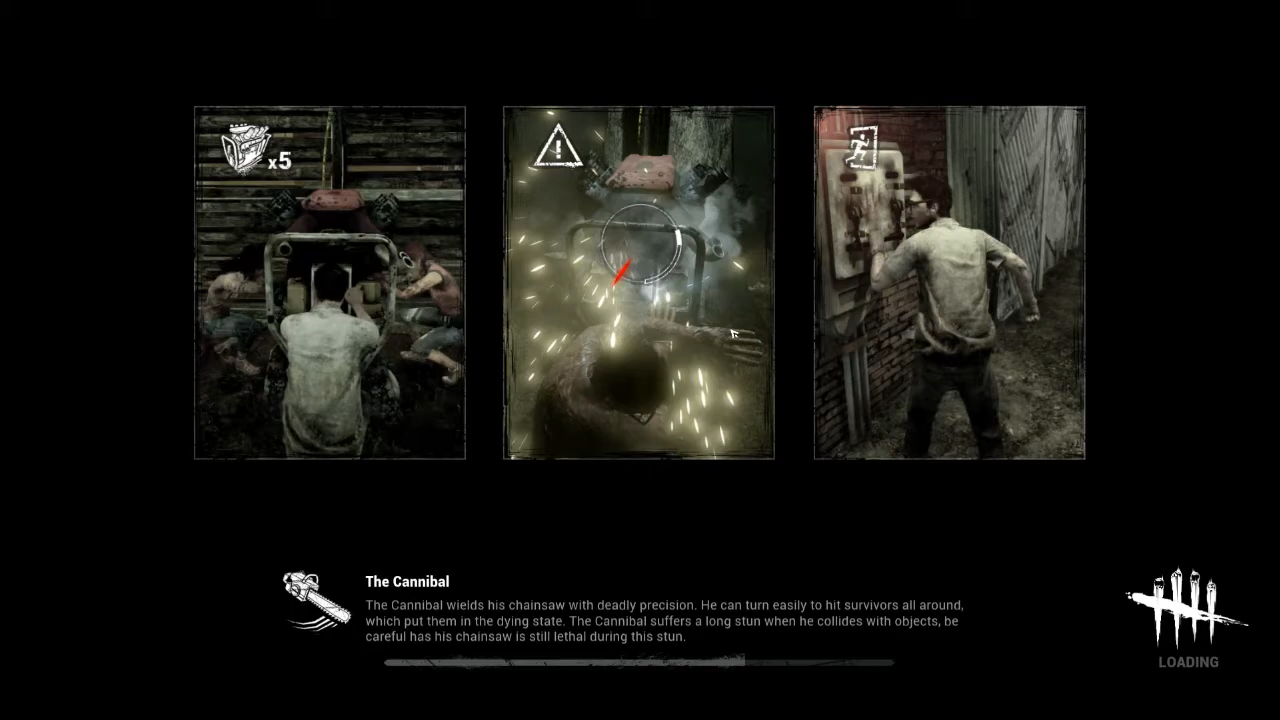 x5
The Cannibal
The Cannibal wields his chainsaw with deadly precision. He can turn easily to hit survivors all around,
which put them in the dying state. The Cannibal suffers a long stun when he collides with objects, be
careful has his chainsaw is still lethal during this stun.
LOADING